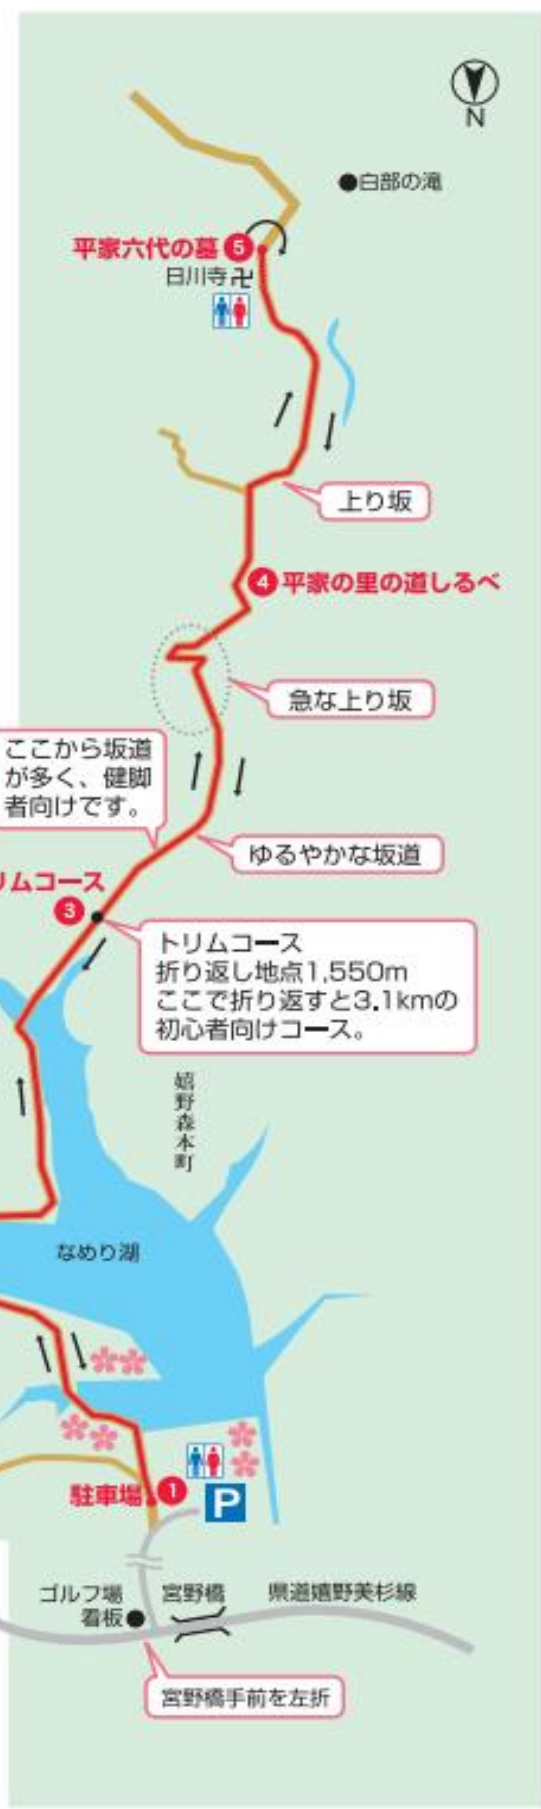 N
白部の滝
平家六代の墓 5
日川寺卍
上り坂
4 平家の里の道しるべ
急な上り坂
ここから坂道
が多く、健脚
者向けです。
ゆるやかな坂道
リムコース
3
トリムコース
折り返し地点1,550m
ここで折り返すと3.1kmの
初心者向けコース。
嬉野森本町
なめり湖
駐車場 1
P
ゴルフ場
看板
宮野橋
県道嬉野美杉線
宮野橋手前を左折